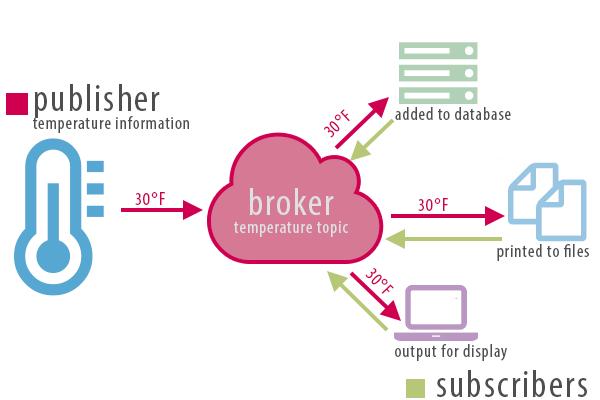 publisher
temperature information
30°F
broker
temperature topic
30°F
added to database
30°F
printed to files
30°F
output for display
subscribers